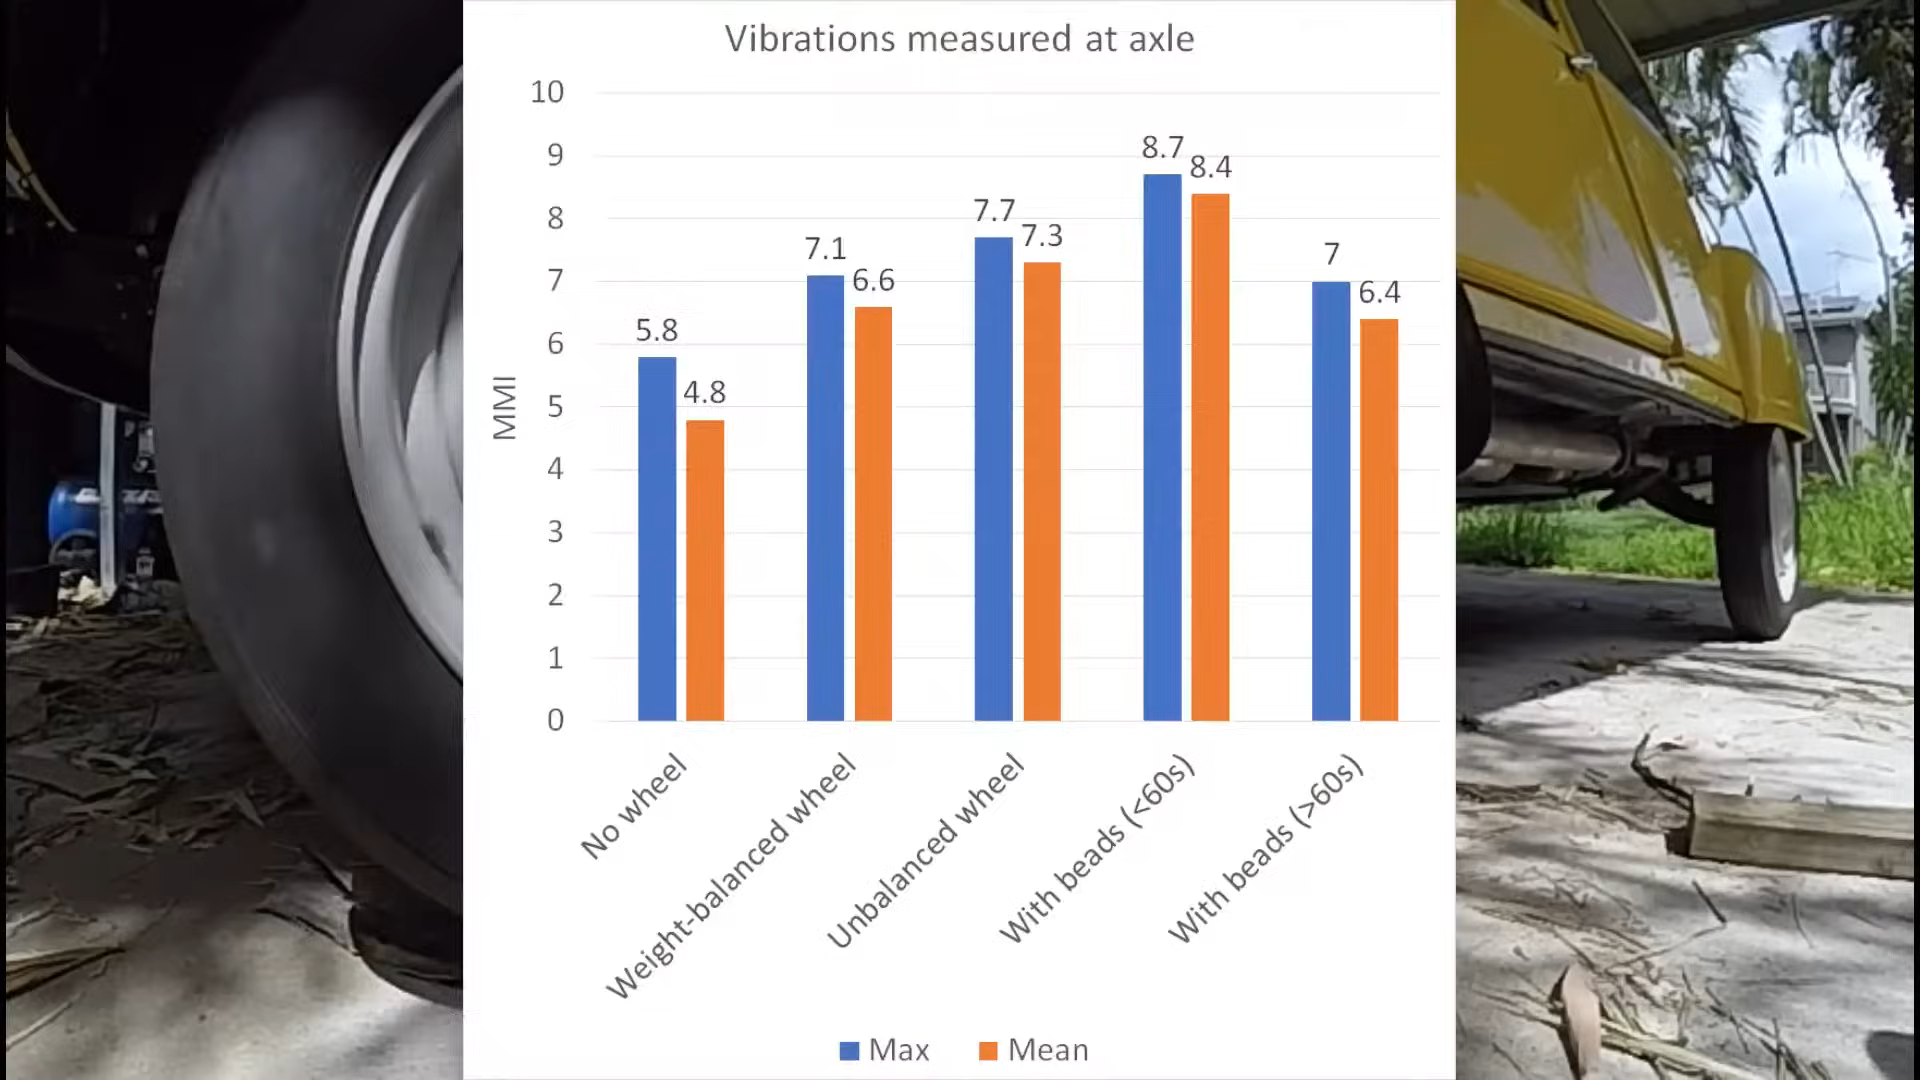 Vibrations measured at axle
10
9
8
7
6
5
4
3
2
1
0
MMI
5.8
4.8
7.1
6.6
7.7
7.3
8.7
8.4
7
6.4
No wheel
Weight-balanced wheel
Unbalanced wheel
With beads (<60s)
With beads (>60s)
Max
Mean